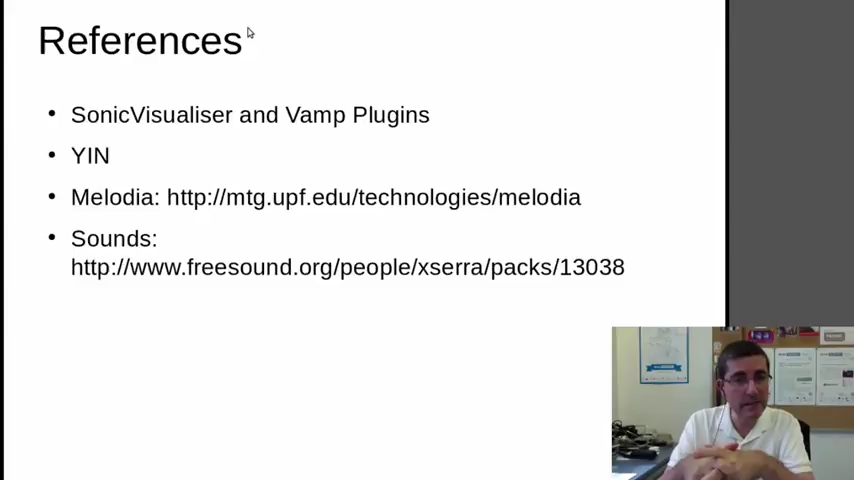 References
• SonicVisualiser and Vamp Plugins
• YIN
• Melodia: http://mtg.upf.edu/technologies/melodia
• Sounds:
http://www.freesound.org/people/xserra/packs/13038